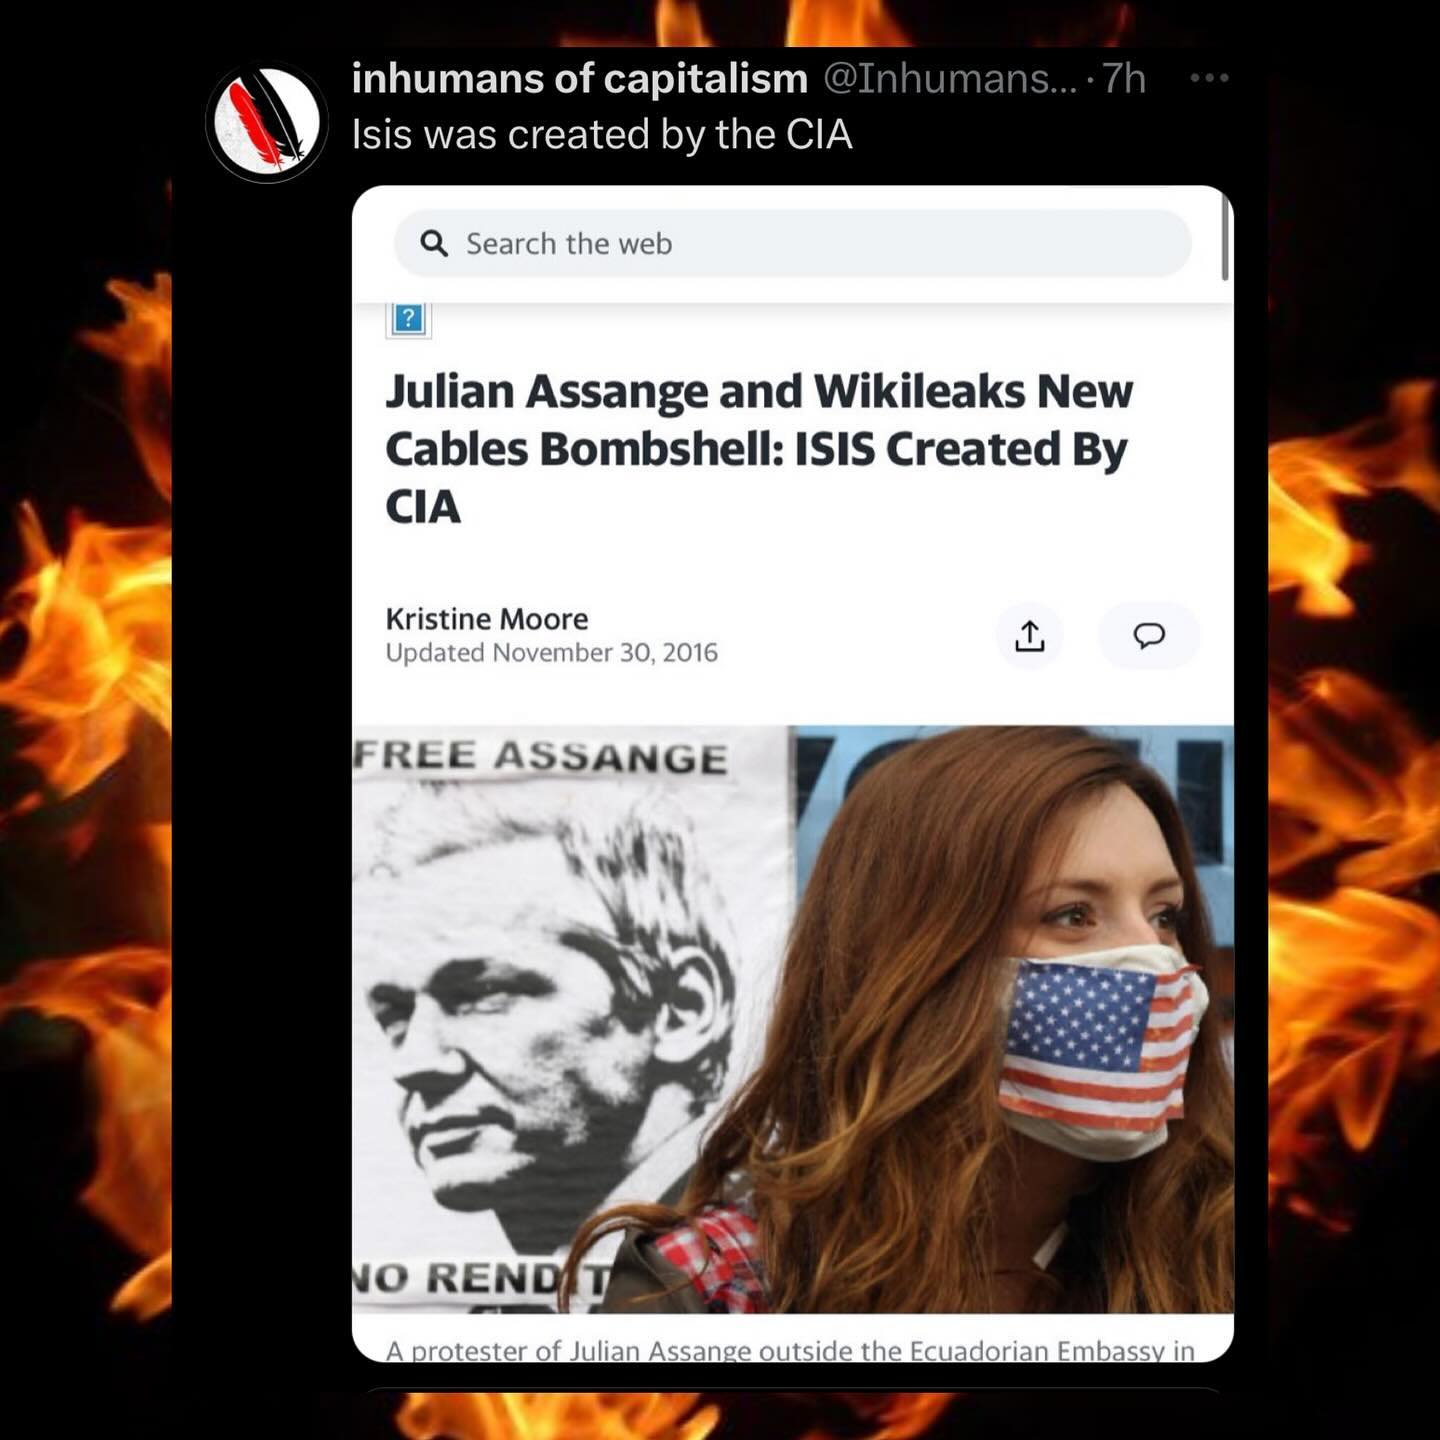 inhumans of capitalism @Inhumans... · 7h
Isis was created by the CIA
Search the web
?
Julian Assange and Wikileaks New
Cables Bombshell: ISIS Created By
CIA
Kristine Moore
Updated November 30, 2016
FREE ASSANGE
NO RENDIT
A protester of Julian Assange outside the Ecuadorian Embassy in